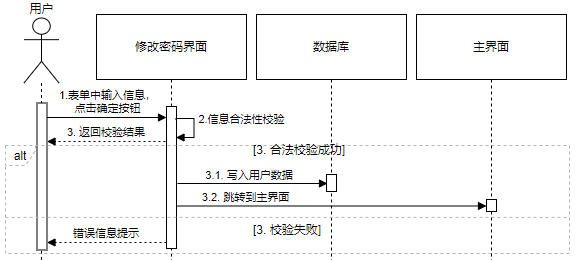 用户
修改密码界面
数据库
主界面
1.表单中输入信息，
点击确定按钮
2.信息合法性校验
3. 返回校验结果
alt
[3. 合法校验成功]
3.1. 写入用户数据
3.2. 跳转到主界面
[3. 校验失败]
错误信息提示